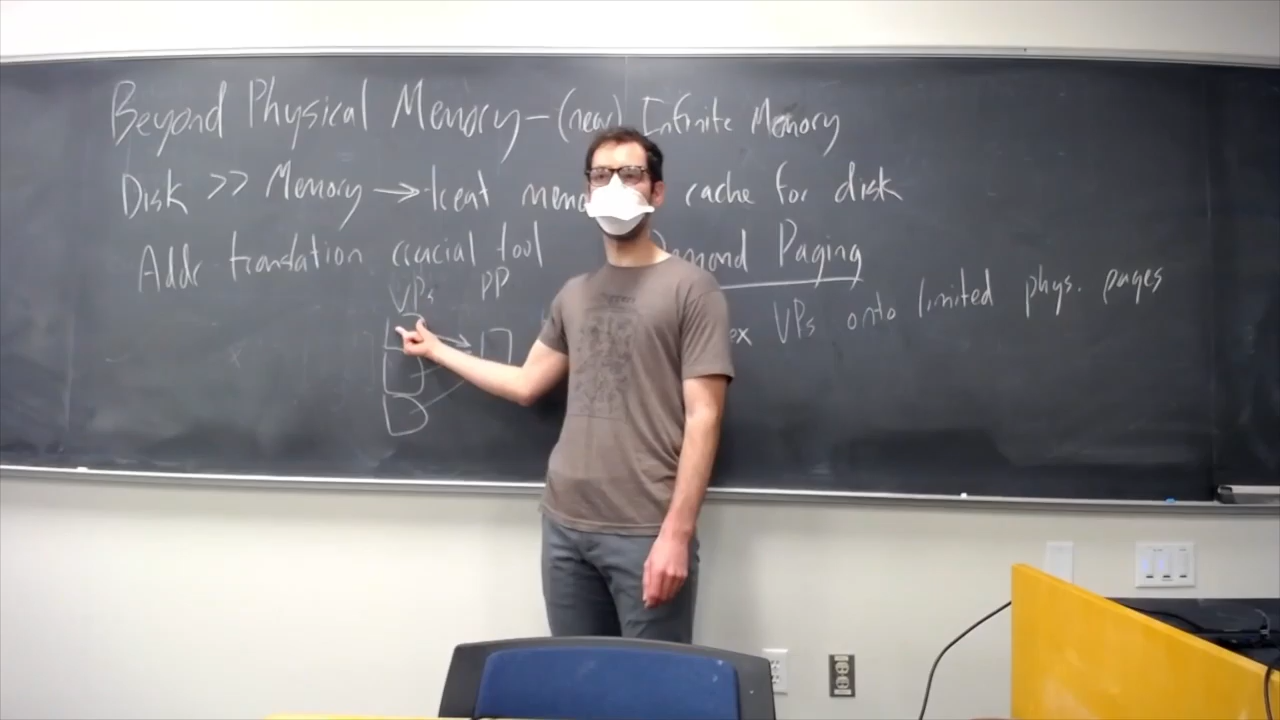 Beyond Physical Memory - (near) Infinite Memory
Disk >> Memory → treat cache for disk
Addr translation crucial tool Demand Paging
VPs PP
VPs onto limited phys. pages